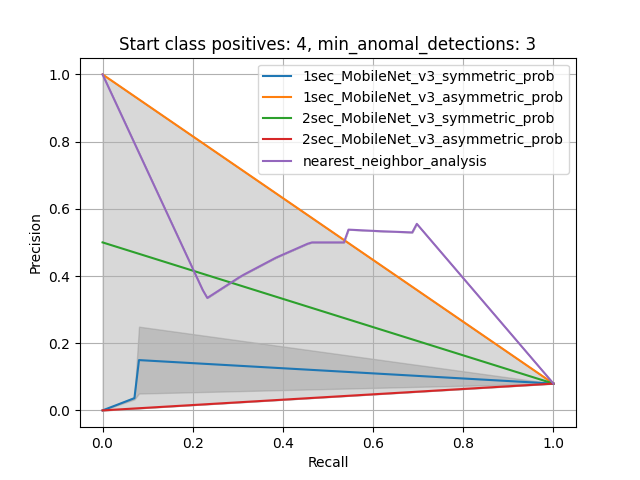 Start class positives: 4, min_anomal_detections: 3
1sec_MobileNet_v3_symmetric_prob
1sec_MobileNet_v3_asymmetric_prob
2sec_MobileNet_v3_symmetric_prob
2sec_MobileNet_v3_asymmetric_prob
nearest_neighbor_analysis
Precision
1.0
0.8
0.6
0.4
0.2
0.0
0.0 0.2 0.4 0.6 0.8 1.0
Recall